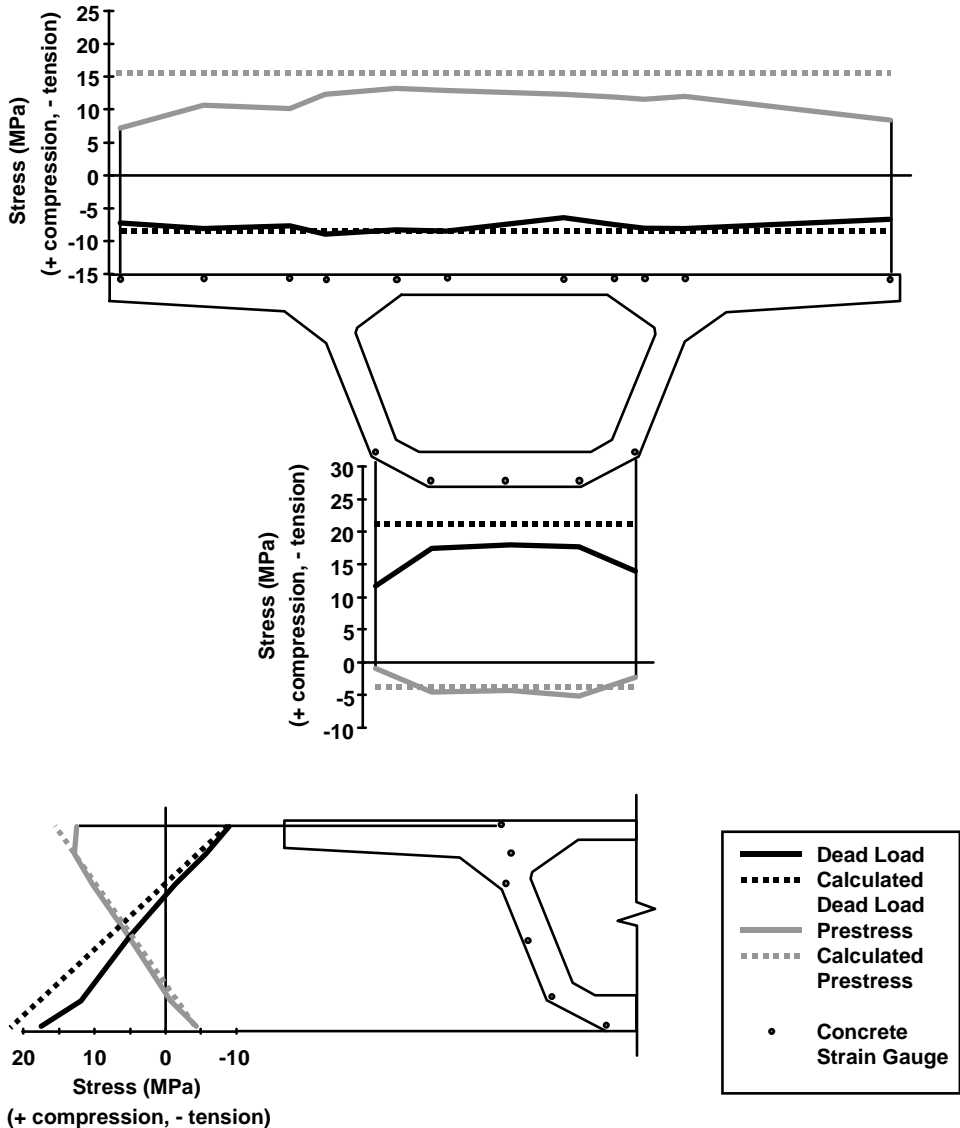 25
20
15
10
5
0
-5
-10
-15
Stress (MPa)
(+ compression, - tension)
30
25
20
15
10
5
0
-5
-10
Stress (MPa)
(+ compression, - tension)
20 10 0 -10
Stress (MPa)
(+ compression, - tension)
Dead Load
Calculated
Dead Load
Prestress
Calculated
Prestress
Concrete
Strain Gauge